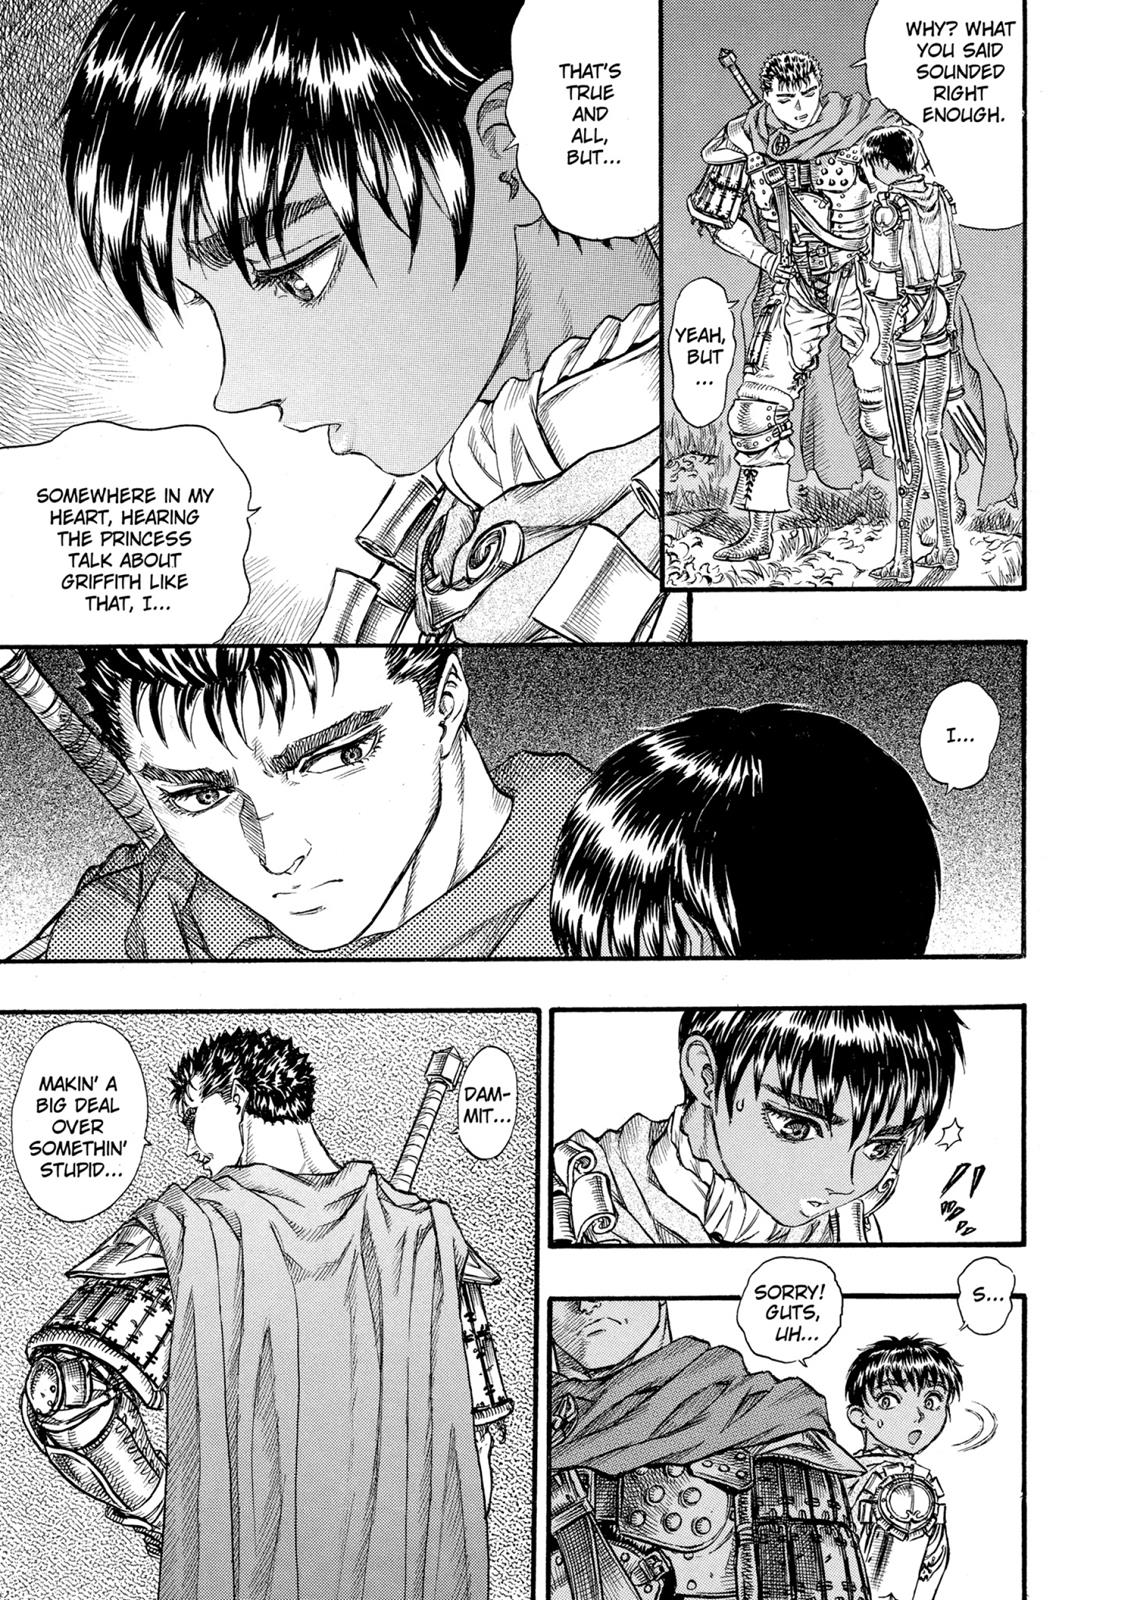 WHY? WHAT
YOU SAID
SOUNDED
RIGHT
ENOUGH.
YEAH,
BUT
...
THAT'S
TRUE
AND
ALL,
BUT...
SOMEWHERE IN MY
HEART, HEARING
THE PRINCESS
TALK ABOUT
GRIFFITH LIKE
THAT, I...
I...
S...
SORRY!
GUTS,
UH...
DAM-
MIT...
MAKIN' A
BIG DEAL
OVER
SOMETHIN'
STUPID...